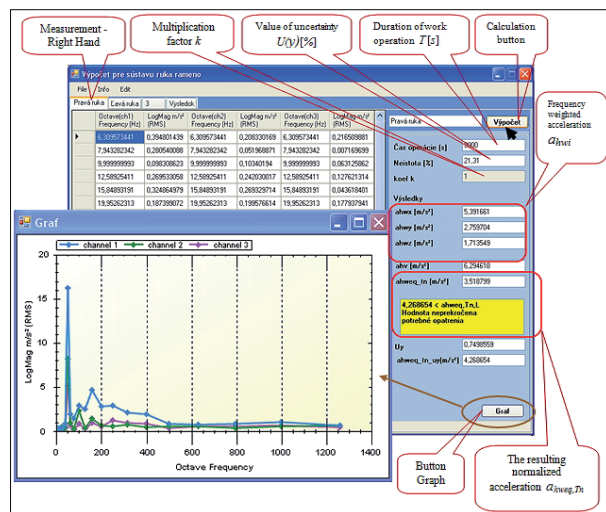 Measurement -
Right Hand
Multiplication
factor k
Value of uncertainty
U(y)[%]
Duration of work
operation T [s]
Calculation
button
Výpočet pre sústavu ruka rameno
File Info Edit
Pravá ruka Ľavá ruka 3 Vysledok
Octave(ch1) Frequency (Hz) LogMag m/s² (RMS) Octave(ch2) Frequency (Hz) LogMag m/s² (RMS) Octave(ch3) Frequency (Hz) LogMag m/s² (RMS)
6,309573441 0,394801439 6,309573441 0,208330169 6,309573441 0,216509881
7,943282342 0,280540088 7,943282342 0,051968871 7,943282342 0,007169699
9,999999993 0,098308623 9,999999993 0,10340194 9,999999993 0,063125862
12,58925411 0,269533058 12,58925411 0,242030017 12,58925411 0,127621314
15,84893191 0,324864979 15,84893191 0,269329714 15,84893191 0,043618401
19,95262313 0,187399072 19,95262313 0,199576614 19,95262313 0,177937941
Pravá ruka
Výpočet
Čas operácie [s] 9000
Neistota [%] 21,31
koef k 1
Výsledky
ahwx [m/s²] 5,391661
ahwy [m/s²] 2,759704
ahwz [m/s²] 1,713549
ahv [m/s²] 6,294618
ahweq_tn [m/s²] 3,518799
4,268654 < ahweq,Tn,L
Hodnota neprekročena
potrebné opatrenia
Uy 0,7498559
ahweq_tn_uy[m/s²] 4,268654
Graf
Frequency
weighted
acceleration
a hwi
Graf
channel 1 channel 2 channel 3
LogMag m/s²(RMS)
20
15
10
5
0
0 200 400 600 800 1000 1200 1400
Octave Frequency
Button
Graph
The resulting
normalized
acceleration a hweq,Tn